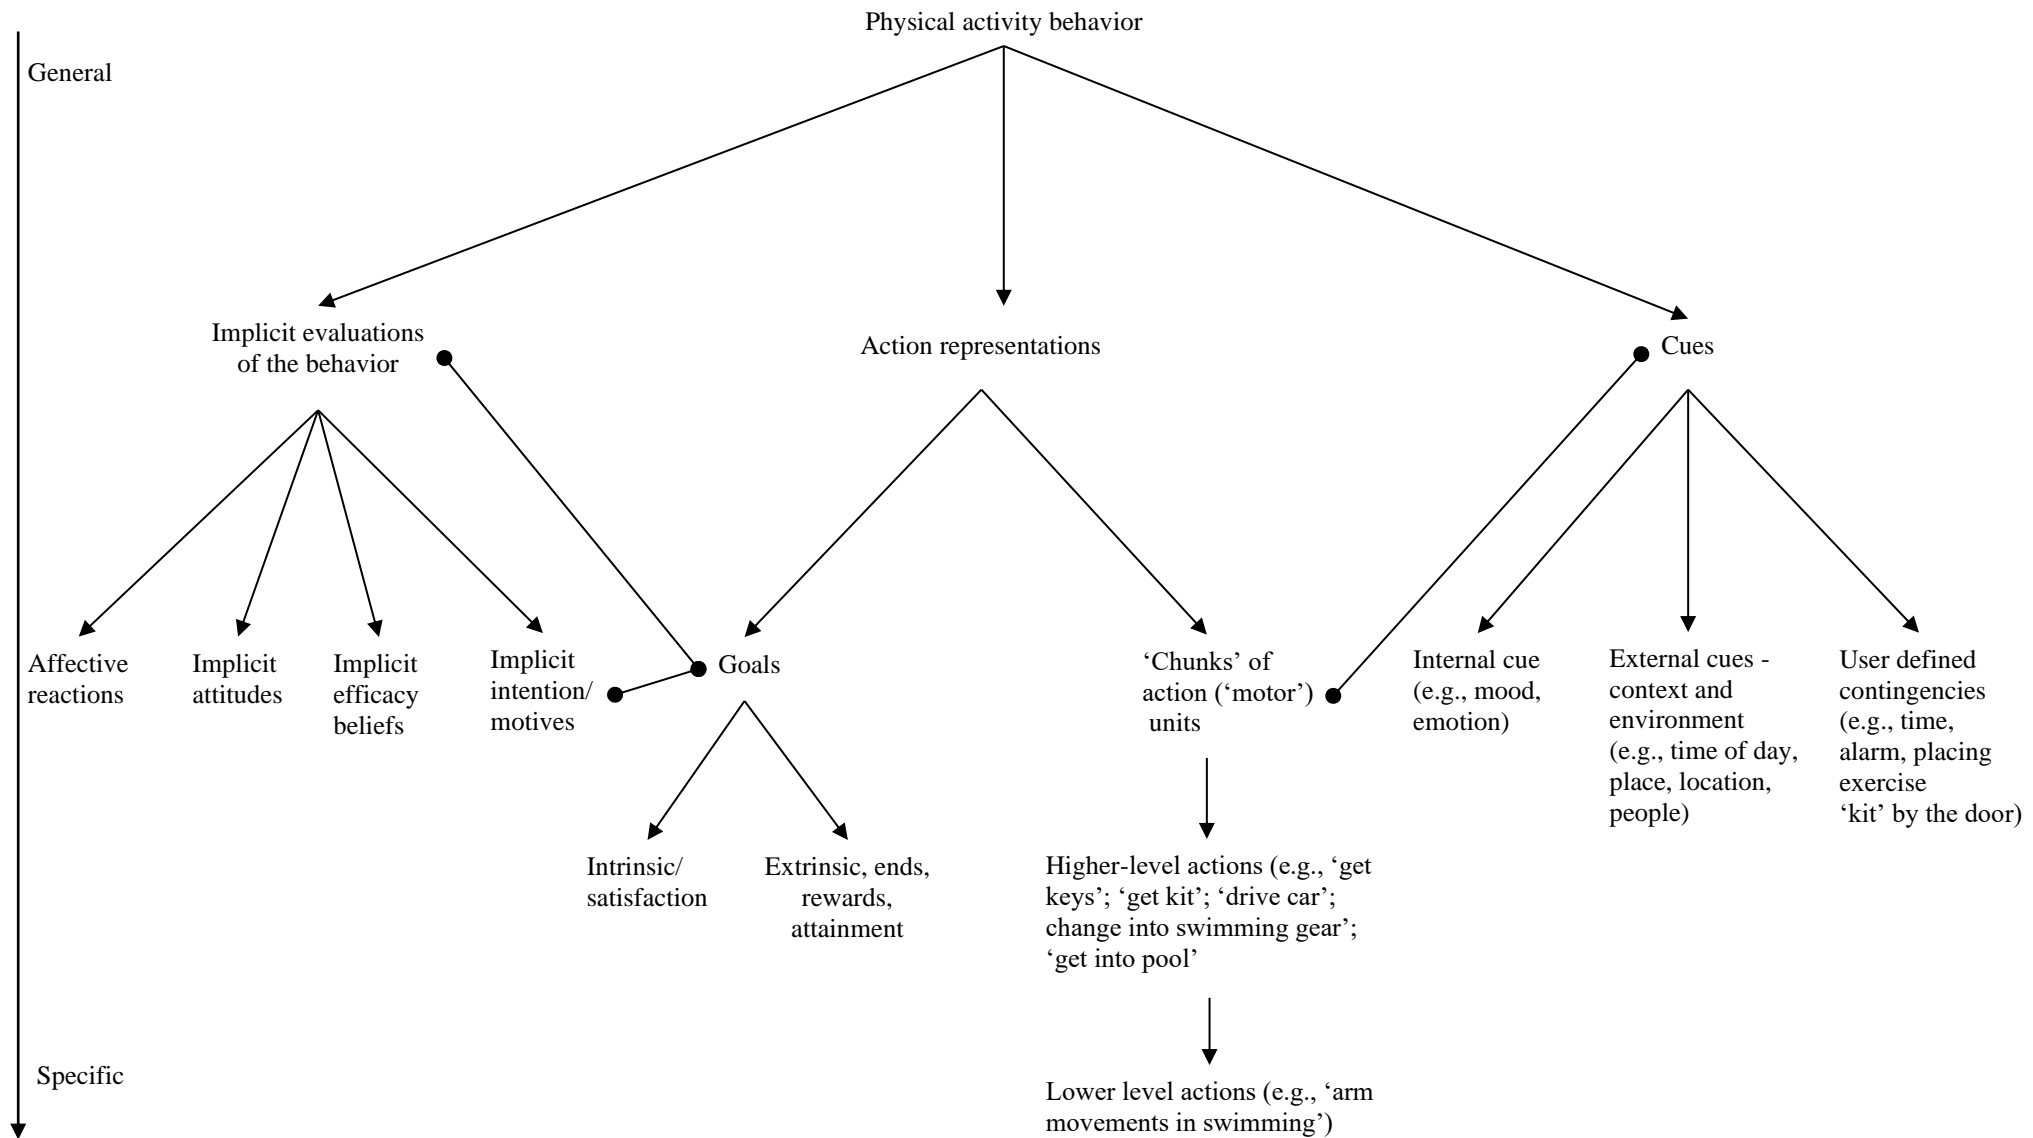 Physical activity behavior
General
Implicit evaluations
of the behavior
Action representations
Cues
Affective
reactions
Implicit
attitudes
Implicit
efficacy
beliefs
Implicit
intention/
motives
Goals
‘Chunks’ of
action (‘motor’)
units
Internal cue
(e.g., mood,
emotion)
External cues -
context and
environment
(e.g., time of day,
place, location,
people)
User defined
contingencies
(e.g., time,
alarm, placing
exercise
‘kit’ by the door)
Intrinsic/
satisfaction
Extrinsic, ends,
rewards,
attainment
Higher-level actions (e.g., ‘get
keys’; ‘get kit’; ‘drive car’;
change into swimming gear’;
‘get into pool’
Specific
Lower level actions (e.g., ‘arm
movements in swimming’)